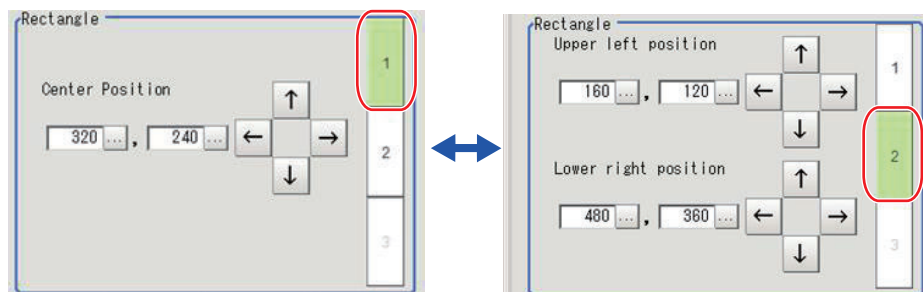 Rectangle
Center Position
320 ... , 240 ...
1
2
3
Rectangle
Upper left position
160 ... , 120 ...
Lower right position
480 ... , 360 ...
1
2
3